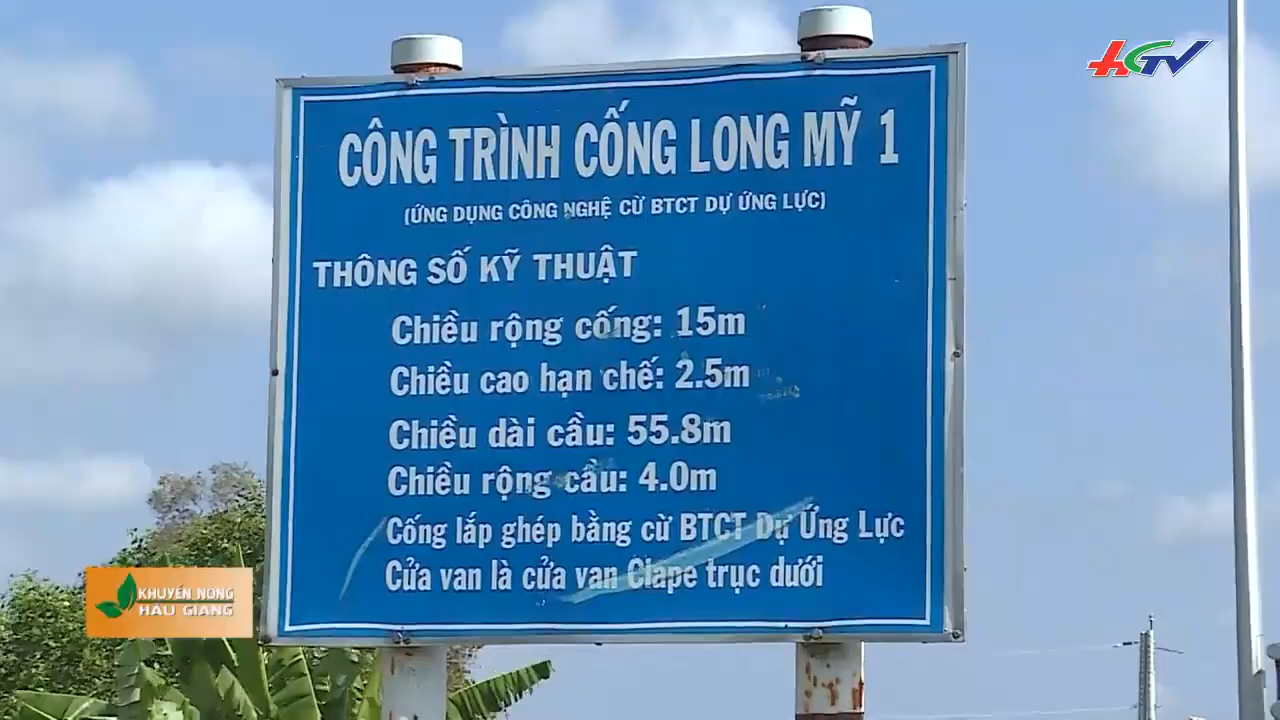 HGTV
CÔNG TRÌNH CỐNG LONG MỸ 1
(ỨNG DỤNG CÔNG NGHỆ CỪ BTCT DỰ ỨNG LỰC)
THÔNG SỐ KỸ THUẬT
Chiều rộng cống: 15m
Chiều cao hạn chế: 2.5m
Chiều dài cầu: 55.8m
Chiều rộng cầu: 4.0m
Cống lắp ghép bằng cừ BTCT Dự Ứng Lực
Cửa van là cửa van Clape trục dưới
KHUYẾN NÔNG
HẬU GIANG